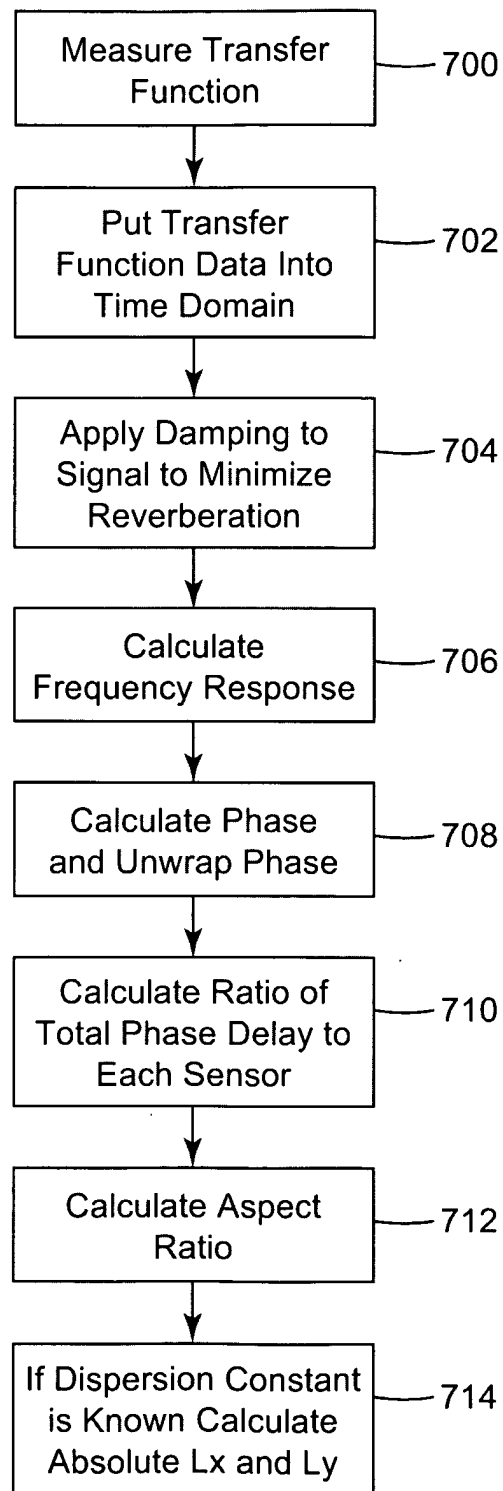 Measure Transfer
Function
700
Put Transfer
Function Data Into
Time Domain
702
Apply Damping to
Signal to Minimize
Reverberation
704
Calculate
Frequency Response
706
Calculate Phase
and Unwrap Phase
708
Calculate Ratio of
Total Phase Delay to
Each Sensor
710
Calculate Aspect
Ratio
712
If Dispersion Constant
is Known Calculate
Absolute Lx and Ly
714